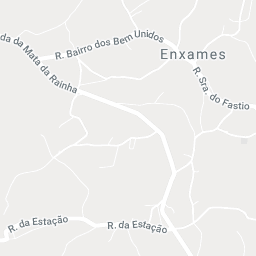 R. Bairro dos Bem Unidos
Enxames
da da Mata da Rainha
R. Sra. do Fastio
R. da Estação
R. da Estação